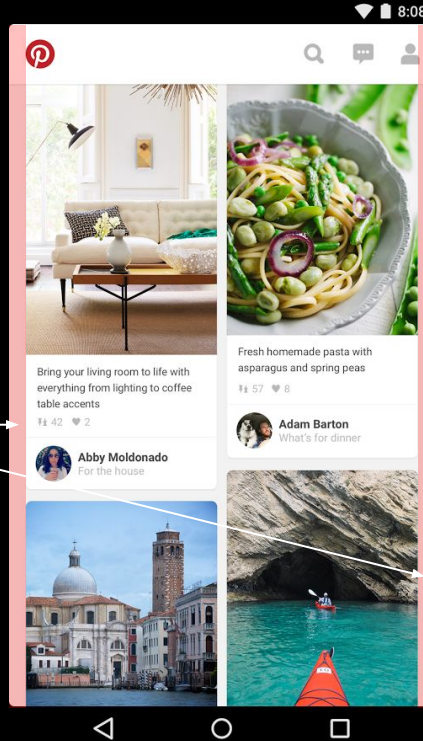 8:08
Bring your living room to life with
everything from lighting to coffee
table accents
42 2
Abby Moldonado
For the house
Fresh homemade pasta with
asparagus and spring peas
57 8
Adam Barton
What's for dinner